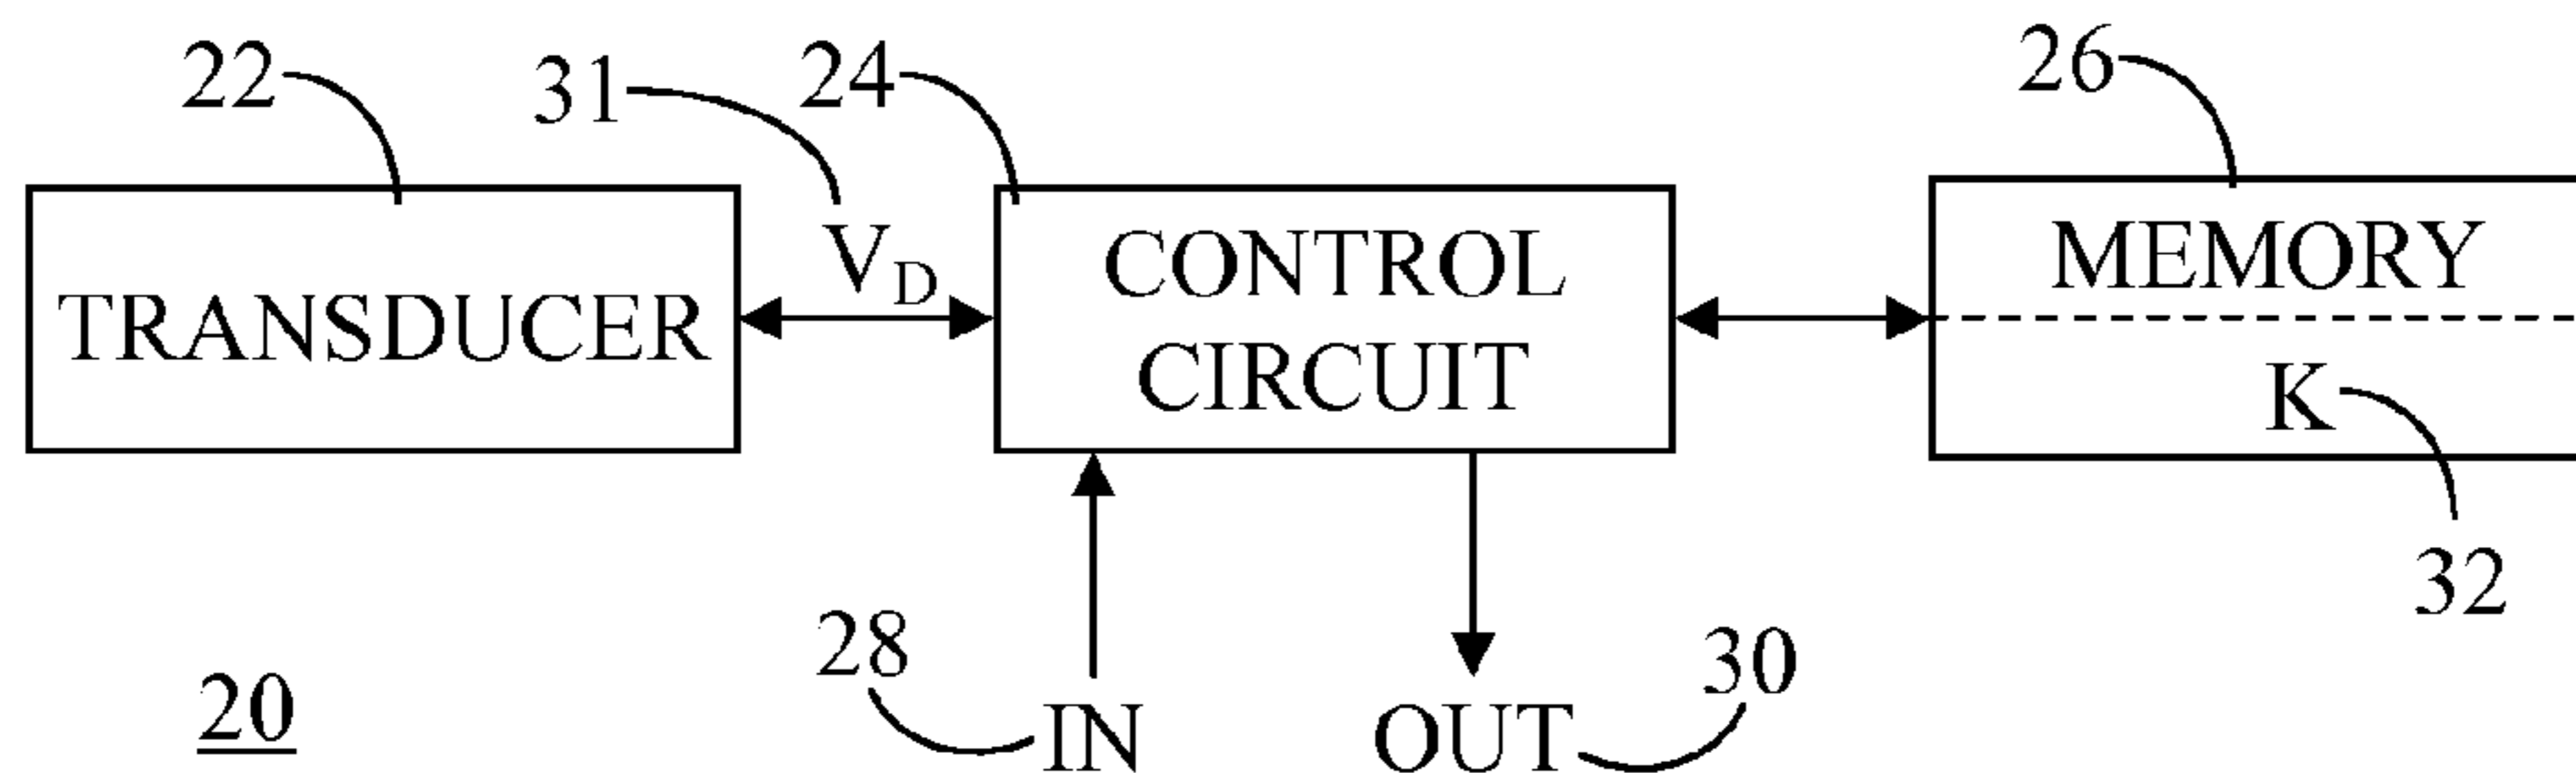 22
31
24
26
TRANSDUCER
V_D
CONTROL
CIRCUIT
MEMORY
K
32
28
IN
OUT
30
20